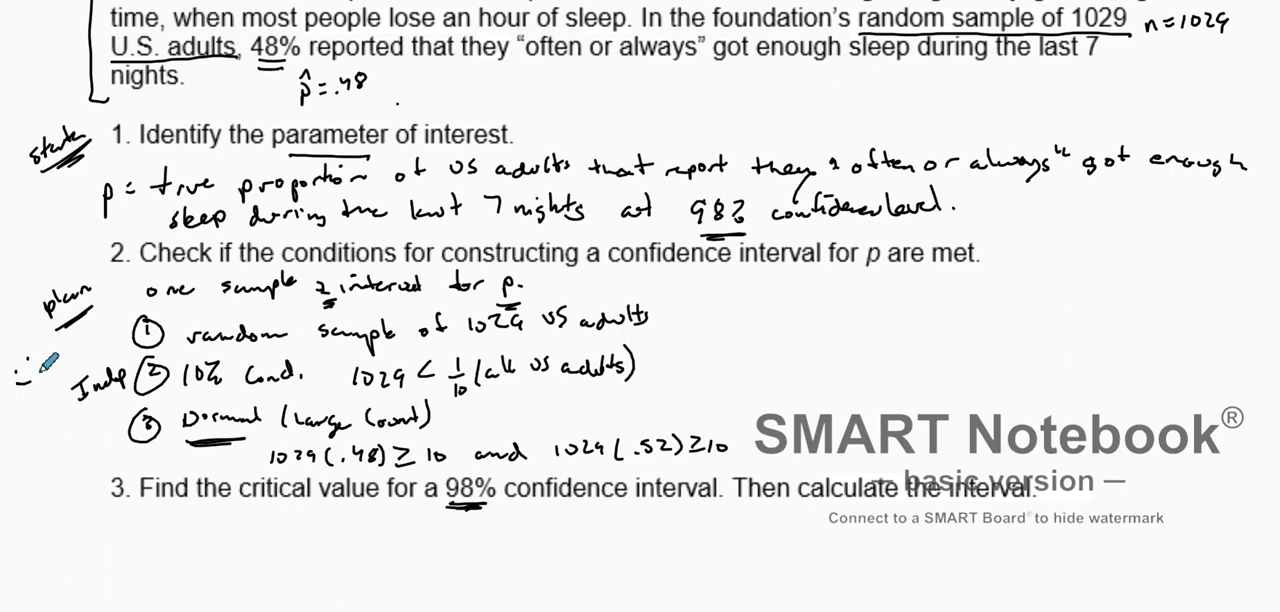 time, when most people lose an hour of sleep. In the foundation's random sample of 1029 n=1029
U.S. adults, 48% reported that they "often or always" got enough sleep during the last 7
nights.
p̂ = .48
State
1. Identify the parameter of interest.
p = true proportion of US adults that report they "often or always" got enough
sleep during the last 7 nights at 98% confidence level.
2. Check if the conditions for constructing a confidence interval for p are met.
plan
one sample z interval for p.
① random sample of 1029 US adults
Indep ② 10% Cond. 1029 < 1/10 (all US adults)
③ Normal (Large Count)
1029(.48) ≥ 10 and 1029(.52) ≥ 10
3. Find the critical value for a 98% confidence interval. Then calculate the interval.
SMART Notebook®
— basic version —
Connect to a SMART Board® to hide watermark